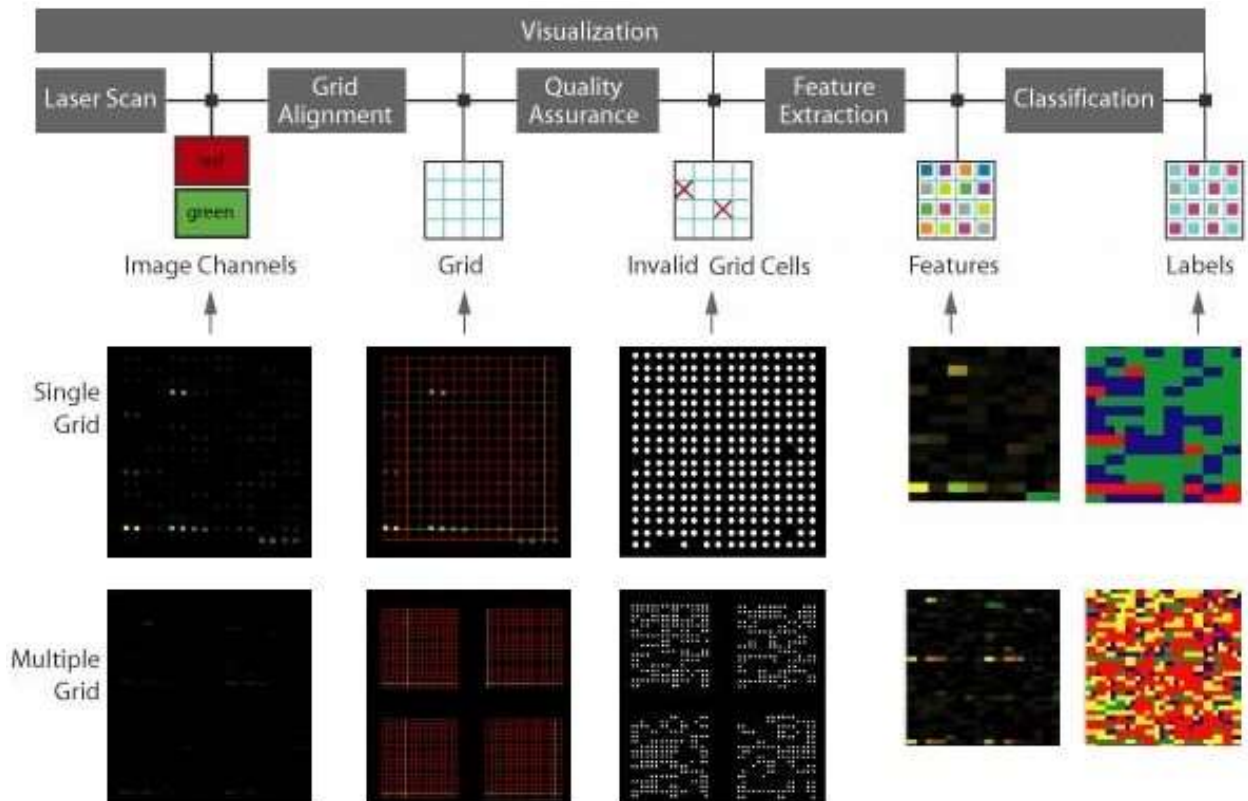 Visualization
Laser Scan
Grid
Alignment
Quality
Assurance
Feature
Extraction
Classification
red
green
Image Channels
Grid
Invalid Grid Cells
Features
Labels
Single
Grid
Multiple
Grid